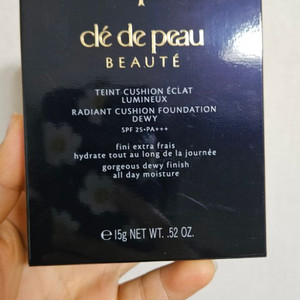 clé de peau
BEAUTÉ
TEINT CUSHION ÉCLAT
LUMINEUX
RADIANT CUSHION FOUNDATION
DEWY
SPF 25•PA+++
fini extra frais
hydrate tout au long de la journée
gorgeous dewy finish
all day moisture
℮ 15g NET WT. .52 OZ.